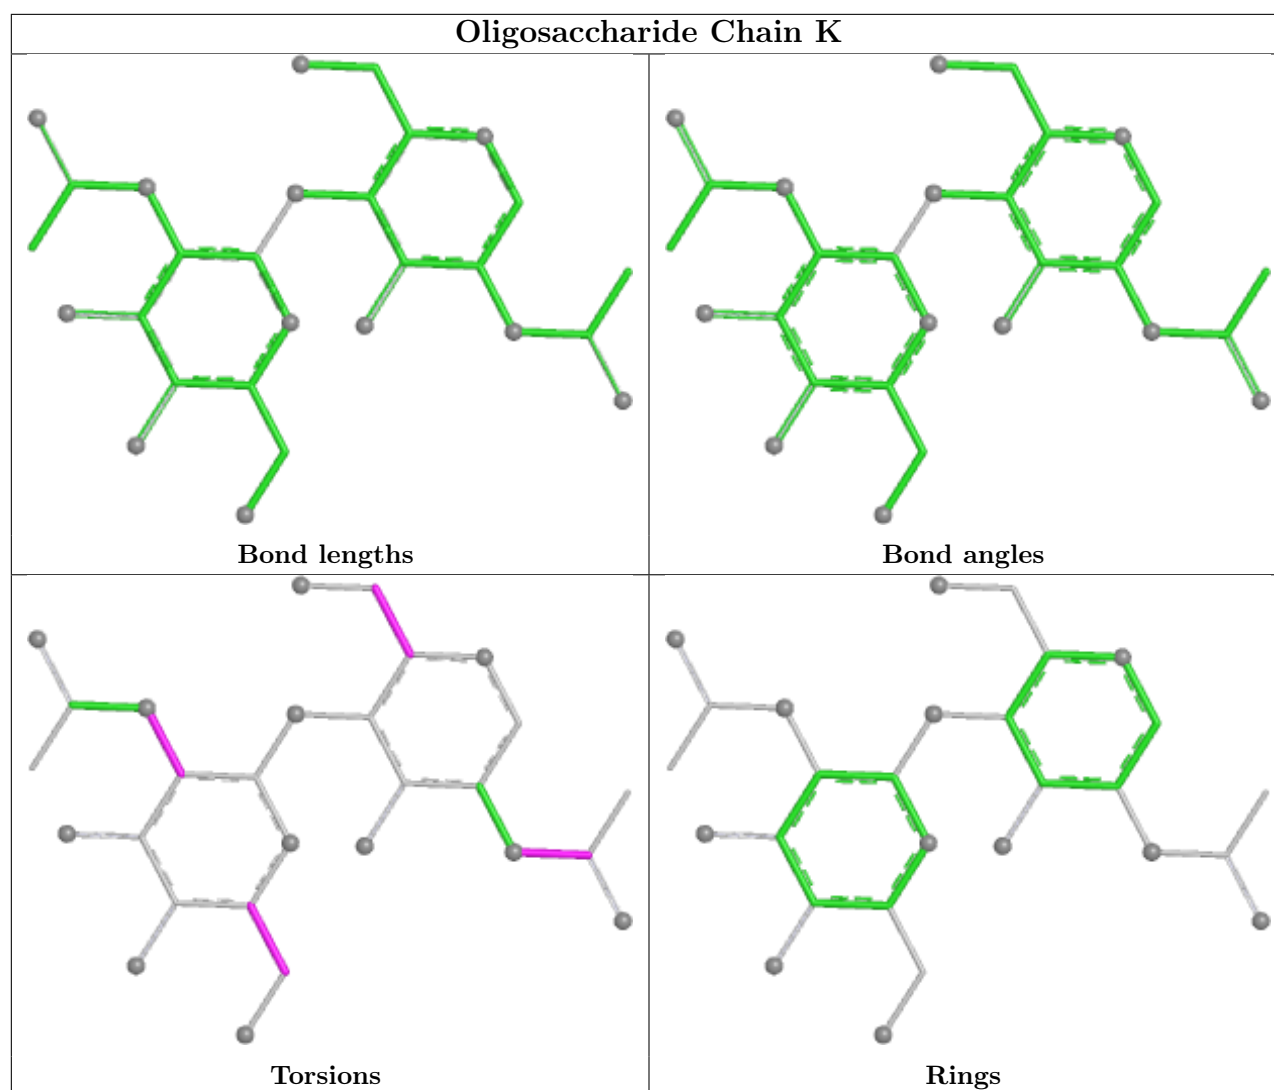 Oligosaccharide Chain K
Bond lengths
Bond angles
Torsions
Rings